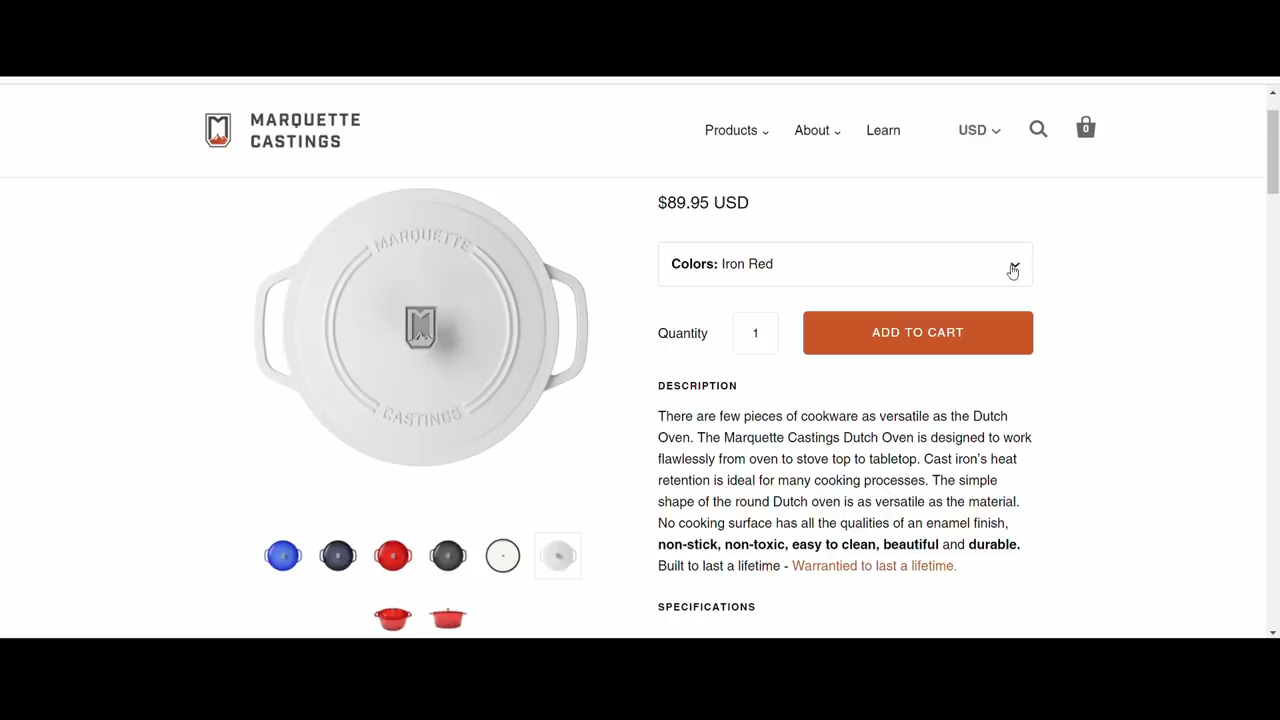 MARQUETTE
CASTINGS
Products
About
Learn
USD
0
MARQUETTE
CASTINGS
$89.95 USD
Colors: Iron Red
Quantity
1
ADD TO CART
DESCRIPTION
There are few pieces of cookware as versatile as the Dutch
Oven. The Marquette Castings Dutch Oven is designed to work
flawlessly from oven to stove top to tabletop. Cast iron’s heat
retention is ideal for many cooking processes. The simple
shape of the round Dutch oven is as versatile as the material.
No cooking surface has all the qualities of an enamel finish,
non-stick, non-toxic, easy to clean, beautiful and durable.
Built to last a lifetime - Warrantied to last a lifetime.
SPECIFICATIONS